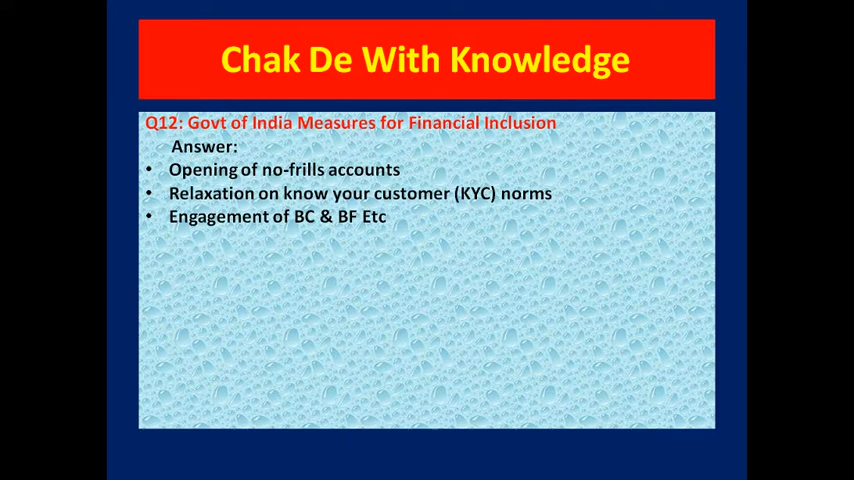 Chak De With Knowledge
Q12: Govt of India Measures for Financial Inclusion
Answer:
• Opening of no-frills accounts
• Relaxation on know your customer (KYC) norms
• Engagement of BC & BF Etc